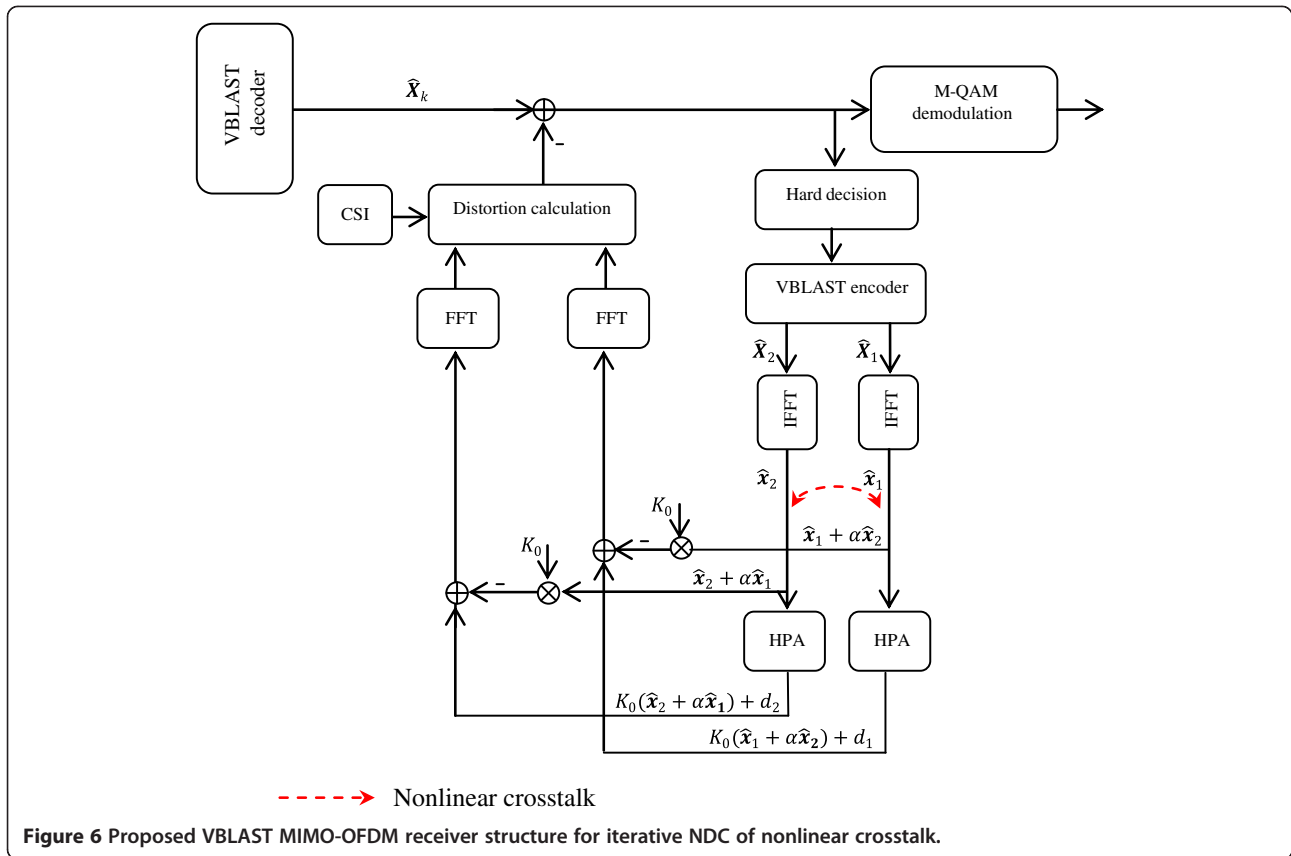 VBLAST
decoder
X̂ₖ
M-QAM
demodulation
-
CSI
Distortion calculation
Hard decision
VBLAST encoder
FFT
FFT
X̂₂
X̂₁
IFFT
IFFT
x̂₂
x̂₁
K₀
x̂₁ + αx̂₂
-
K₀
x̂₂ + αx̂₁
-
HPA
HPA
K₀(x̂₂ + αx̂₁) + d₂
K₀(x̂₁ + αx̂₂) + d₁
Nonlinear crosstalk
Figure 6 Proposed VBLAST MIMO-OFDM receiver structure for iterative NDC of nonlinear crosstalk.